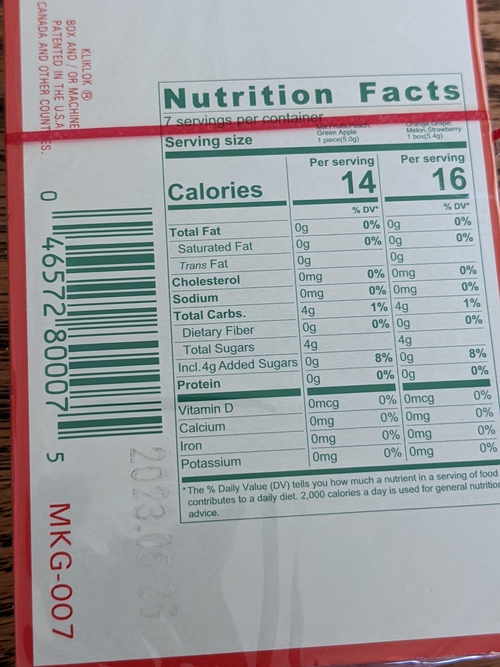 Nutrition Facts
7 servings per container
Serving size
Peach,
Green Apple
1 piece(5.0g)
Orange,Grape,
Melon,Strawberry
1 box(5.4g)
Per serving Per serving
Calories 14 16
% DV* % DV*
Total Fat 0g 0% 0g 0%
Saturated Fat 0g 0% 0g 0%
Trans Fat 0g 0g
Cholesterol 0mg 0% 0mg 0%
Sodium 0mg 0% 0mg 0%
Total Carbs. 4g 1% 4g 1%
Dietary Fiber 0g 0% 0g 0%
Total Sugars 4g 4g
Incl.4g Added Sugars 0g 8% 0g 8%
Protein 0g 0% 0g 0%
Vitamin D 0mcg 0% 0mcg 0%
Calcium 0mg 0% 0mg 0%
Iron 0mg 0% 0mg 0%
Potassium 0mg 0% 0mg 0%
*The % Daily Value (DV) tells you how much a nutrient in a serving of food
contributes to a daily diet. 2,000 calories a day is used for general nutrition
advice.
KLIKLOK ®
BOX AND / OR MACHINE
PATENTED IN THE U.S.A
CANADA AND OTHER COUNTRIES.
0 46572 80007 5
MKG-007